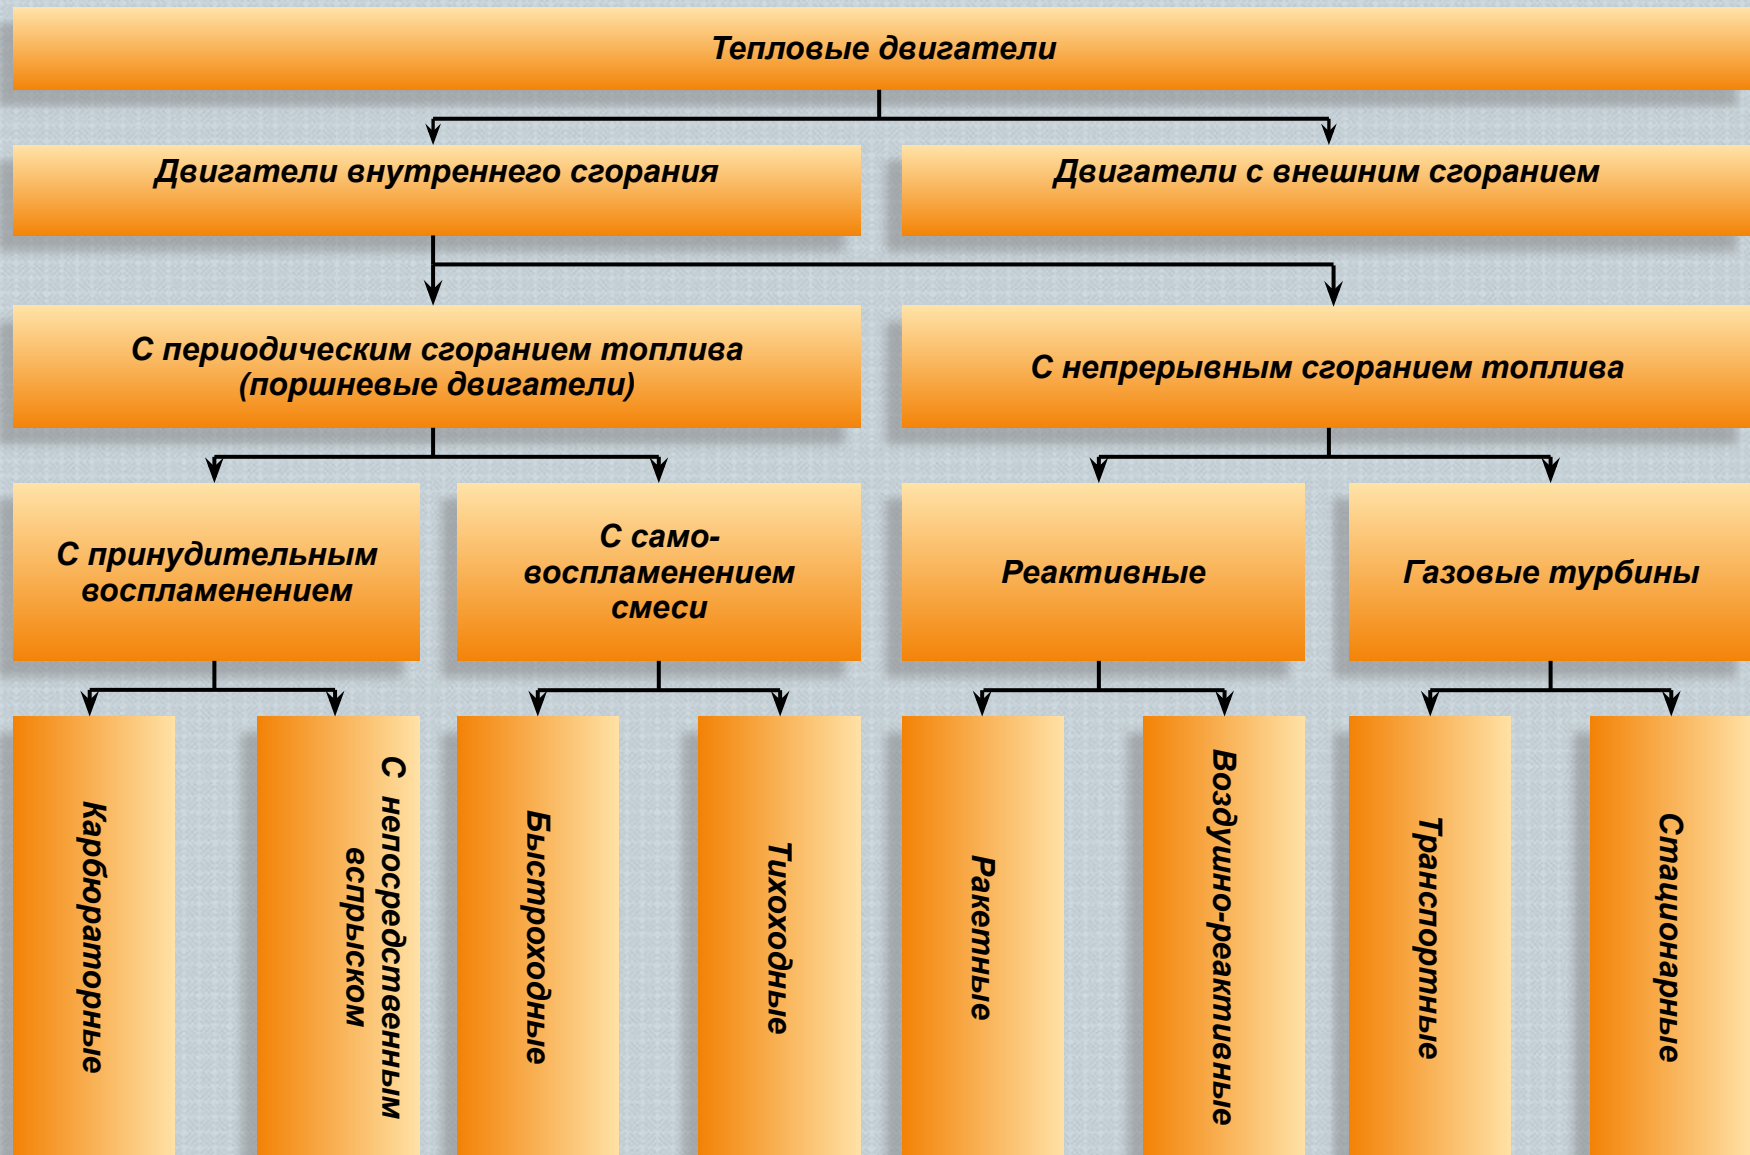 Тепловые двигатели
Двигатели внутреннего сгорания
Двигатели с внешним сгоранием
С периодическим сгоранием топлива
(поршневые двигатели)
С непрерывным сгоранием топлива
С принудительным
воспламенением
С само-
воспламенением
смеси
Реактивные
Газовые турбины
Карбюраторные
С непосредственным
вспрыском
Быстроходные
Тихоходные
Ракетные
Воздушно-реактивные
Транспортные
Стационарные